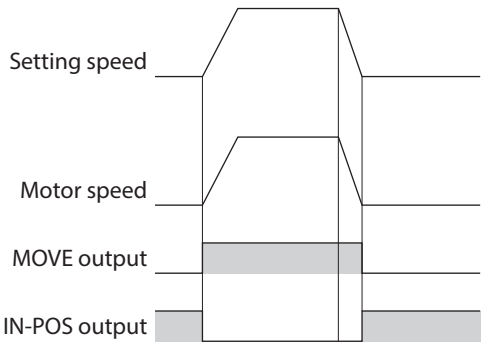 Setting speed
Motor speed
MOVE output
IN-POS output